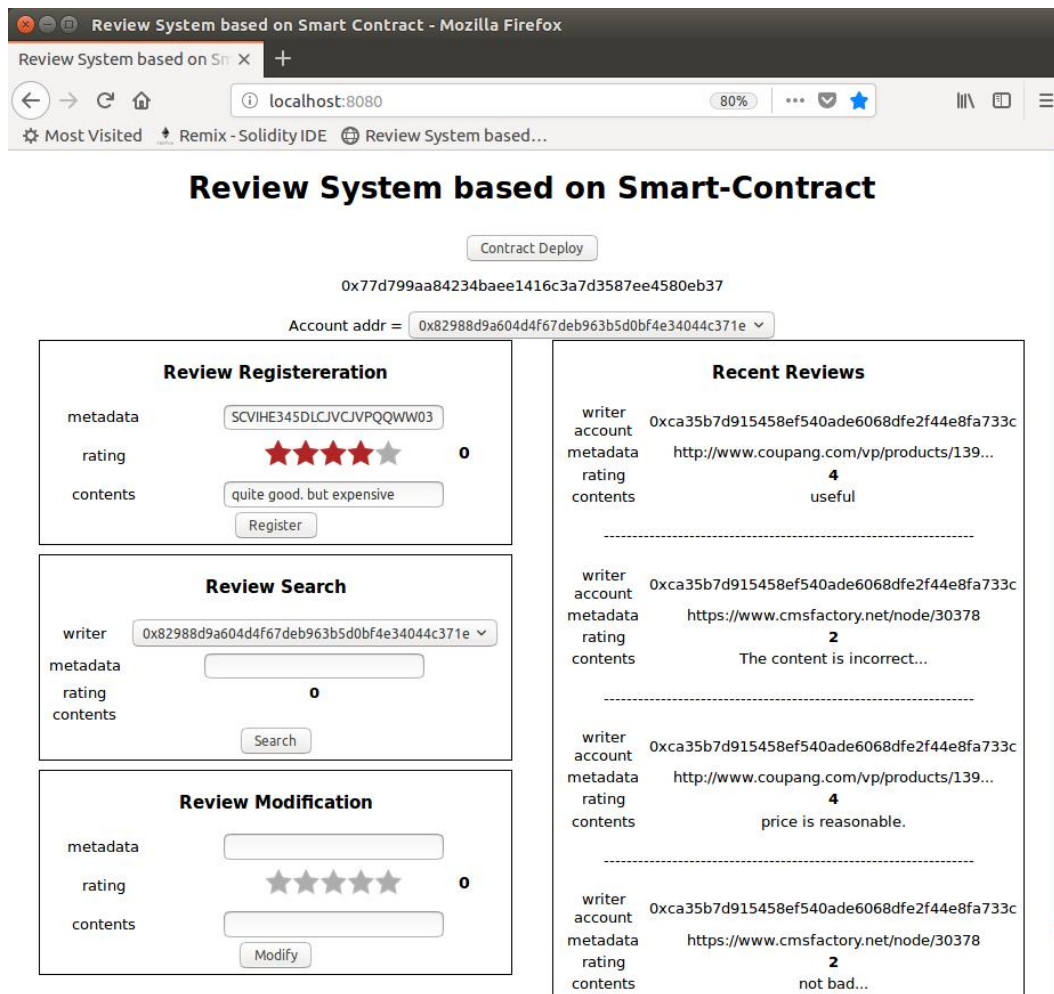 Review System based on Smart Contract - Mozilla Firefox
Review System based on Sm
localhost:8080
80%
Most Visited Remix - Solidity IDE Review System based...
Review System based on Smart-Contract
Contract Deploy
0x77d799aa84234baee1416c3a7d3587ee4580eb37
Account addr = 0x82988d9a604d4f67deb963b5d0bf4e34044c371e
Review Registereration
metadata SCVIHE345DLCJVCJVPQQWW03
rating 0
contents quite good. but expensive
Register
Review Search
writer 0x82988d9a604d4f67deb963b5d0bf4e34044c371e
metadata
rating 0
contents
Search
Review Modification
metadata
rating 0
contents
Modify
Recent Reviews
writer
account 0xca35b7d915458ef540ade6068dfe2f44e8fa733c
metadata http://www.coupang.com/vp/products/139...
rating 4
contents useful
------------------------------------------------------------------
writer
account 0xca35b7d915458ef540ade6068dfe2f44e8fa733c
metadata https://www.cmsfactory.net/node/30378
rating 2
contents The content is incorrect...
------------------------------------------------------------------
writer
account 0xca35b7d915458ef540ade6068dfe2f44e8fa733c
metadata http://www.coupang.com/vp/products/139...
rating 4
contents price is reasonable.
------------------------------------------------------------------
writer
account 0xca35b7d915458ef540ade6068dfe2f44e8fa733c
metadata https://www.cmsfactory.net/node/30378
rating 2
contents not bad...